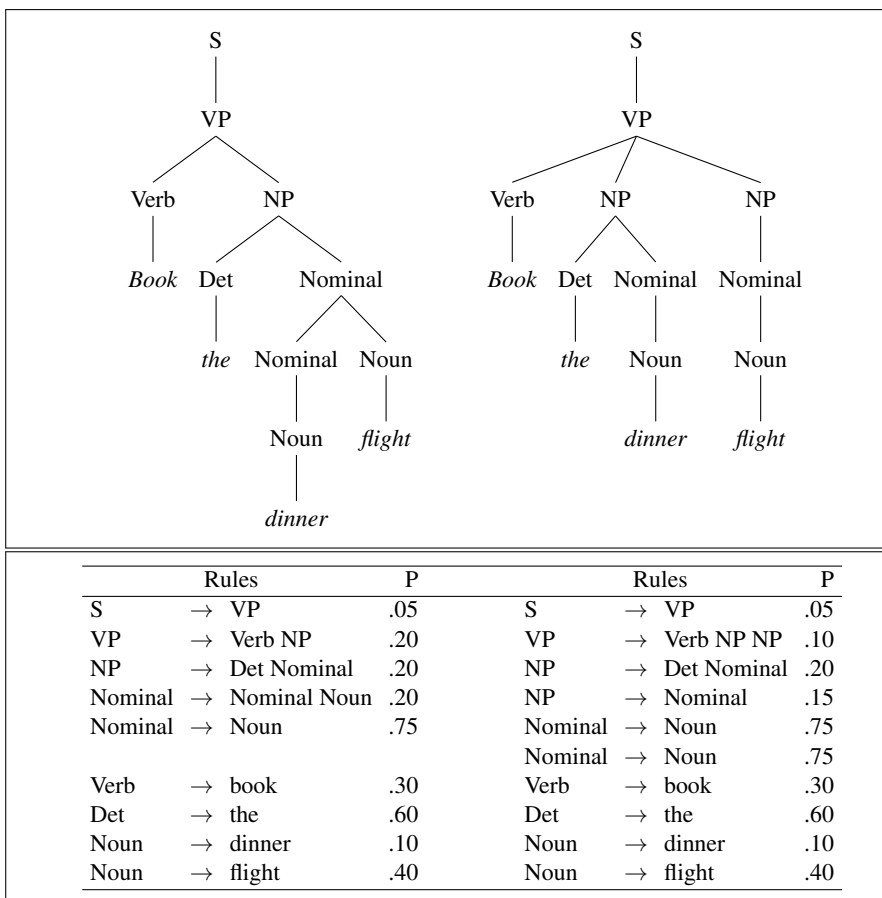 S S
VP VP
Verb NP Verb NP NP
Book Det Nominal Book Det Nominal Nominal
the Nominal Noun the Noun Noun
Noun flight dinner flight
dinner
Rules P Rules P
S → VP .05 S → VP .05
VP → Verb NP .20 VP → Verb NP NP .10
NP → Det Nominal .20 NP → Det Nominal .20
Nominal → Nominal Noun .20 NP → Nominal .15
Nominal → Noun .75 Nominal → Noun .75
Nominal → Noun .75
Verb → book .30 Verb → book .30
Det → the .60 Det → the .60
Noun → dinner .10 Noun → dinner .10
Noun → flight .40 Noun → flight .40